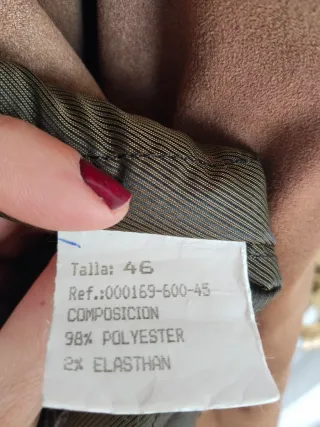 Talla: 46
Ref.:000169-600-45
COMPOSICION
98% POLYESTER
2% ELASTHAN